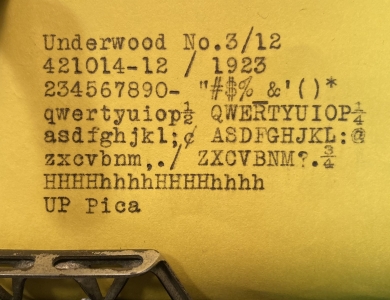 Underwood No.3/12
421014-12 / 1923
234567890- "#$%_&'()*
qwertyuiop½ QWERTYUIOP¼
asdfghjkl;¢ ASDFGHJKL:@
zxcvbnm,./ ZXCVBNM?.¾
HHHHhhhhHHHHhhhh
UP Pica